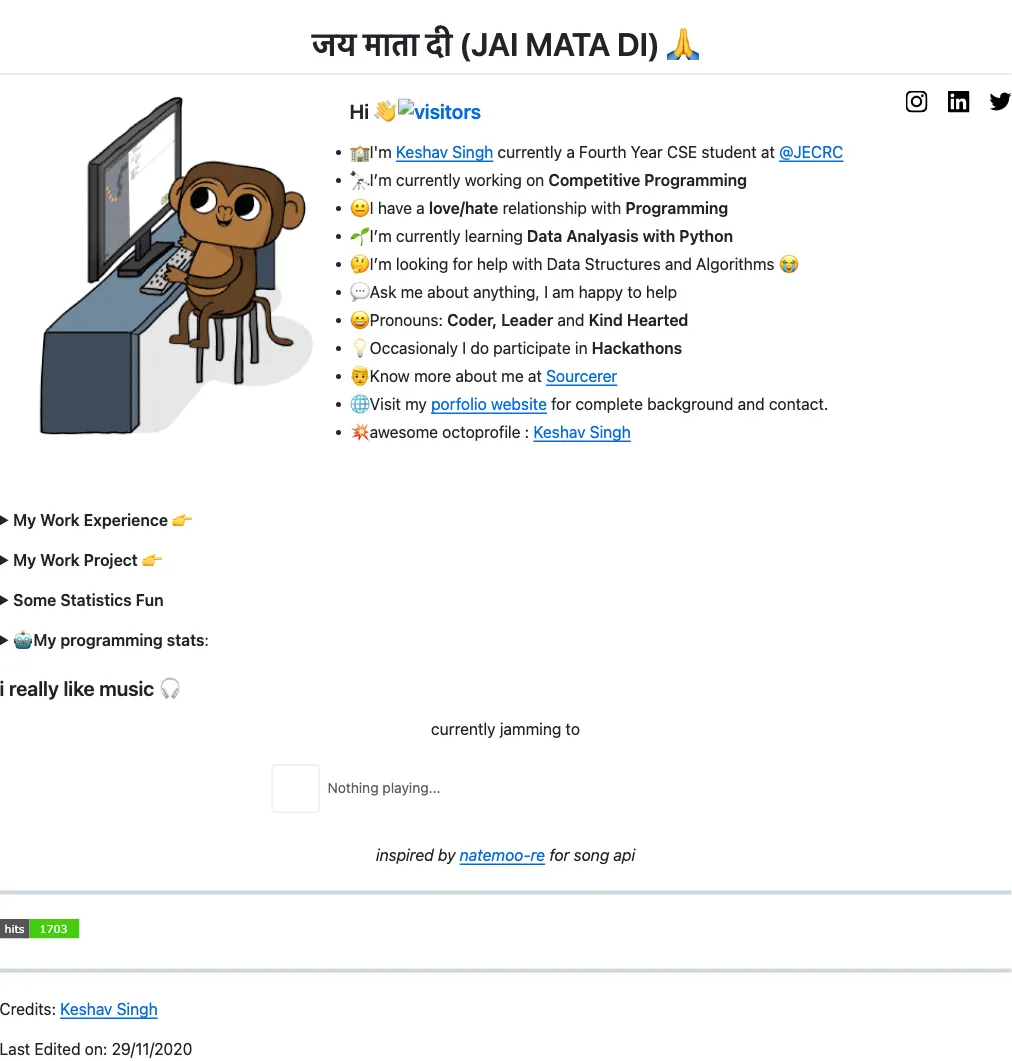 जय माता दी (JAI MATA DI) 🙏
Hi 👋visitors
🏫I'm Keshav Singh currently a Fourth Year CSE student at @JECRC
🔭I’m currently working on Competitive Programming
😐I have a love/hate relationship with Programming
🌱I’m currently learning Data Analyasis with Python
🤔I’m looking for help with Data Structures and Algorithms 😭
💬Ask me about anything, I am happy to help
😄Pronouns: Coder, Leader and Kind Hearted
💡Occasionaly I do participate in Hackathons
👨Know more about me at Sourcerer
🌐Visit my porfolio website for complete background and contact.
💥awesome octoprofile : Keshav Singh
My Work Experience 👉
My Work Project 👉
Some Statistics Fun
🤖My programming stats:
i really like music 🎧
currently jamming to
Nothing playing...
inspired by natemoo-re for song api
hits 1703
Credits: Keshav Singh
Last Edited on: 29/11/2020